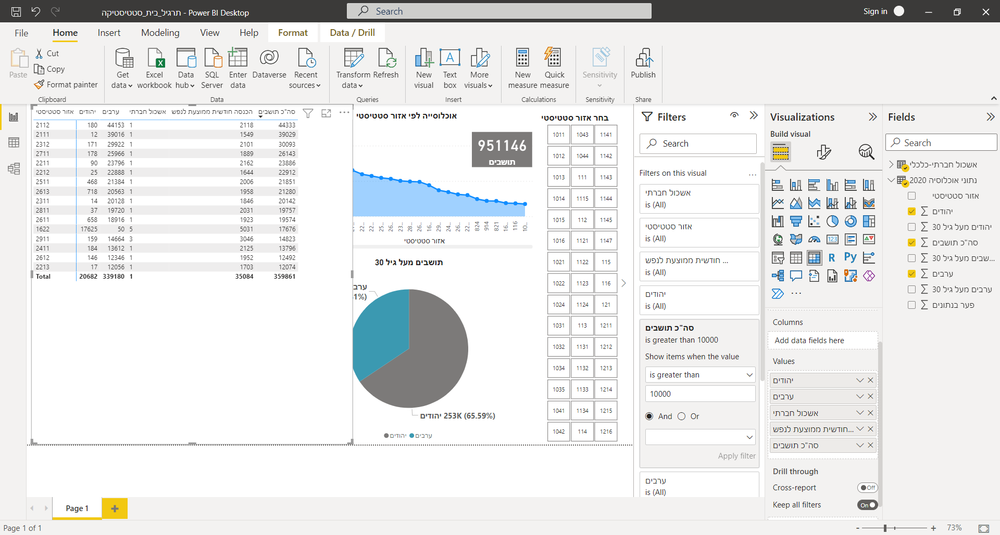 תרגיל_בית_סטטיסטיקה - Power BI Desktop
Search
Sign in
File Home Insert Modeling View Help Format Data / Drill
Paste
Cut
Copy
Format painter
Clipboard
Get data
Excel workbook
Data hub
SQL Server
Enter data
Dataverse
Recent sources
Data
Transform data
Refresh
Queries
New visual
Text box
More visuals
Insert
New measure
Quick measure
Calculations
Sensitivity
Sensitivity
Publish
Share
אזור סטטיסטי יהודים ערבים אשכול חברתי הכנסה חודשית ממוצעת לנפש סה"כ תושבים
2112 180 44153 1 2118 44333
2111 12 39016 1 1549 39029
2312 171 29922 1 2101 30093
2711 178 25966 1 1889 26143
2211 90 23796 1 2162 23886
2212 25 22888 1 1644 22912
2511 468 21384 1 2006 21851
2613 718 20563 1 1958 21280
2311 14 20128 1 1846 20142
2811 37 19720 1 2031 19757
2611 658 18916 1 1923 19574
1622 17625 50 5 5031 17676
2911 159 14664 3 3046 14823
2411 184 13612 1 2125 13796
2612 146 12346 1 1952 12492
2213 17 12056 1 1703 12074
Total 20682 339180 1 35084 359861
אוכלוסייה לפי אזור סטטיסטי
951146
תושבים
22... 22... 25... 26... 23... 28... 26... 16... 29... 24... 26... 22... 824 914 821 16... 116 10...
אזור סטטיסטי
תושבים מעל גיל 30
ערב
1%)
יהודים 253K (65.59%)
יהודים ערבים
בחר אזור סטטיסטי
1011 1043 1141
1012 1044 1142
1013 111 1143
1014 1115 1144
1015 112 1145
1016 1121 1147
1021 1122 115
1022 1123 116
1024 1124 121
1031 113 1211
1032 1131 1212
1034 1132 1213
1035 1133 1214
1041 1134 1215
1042 114 1216
Filters
Search
Filters on this visual
אשכול חברתי
is (All)
אזור סטטיסטי
is (All)
חודשית ממוצעת לנפש ...
is (All)
יהודים
is (All)
סה"כ תושבים
is greater than 10000
Show items when the value
is greater than
10000
And Or
Apply filter
ערבים
is (All)
Visualizations
Build visual
123
R Py
Columns
Add data fields here
Values
יהודים
ערבים
אשכול חברתי
חודשית ממוצעת לנפש...
סה"כ תושבים
Drill through
Cross-report
Off
Keep all filters
On
Fields
Search
אשכול חברתי-כלכלי
נתוני אוכלוסיה 2020
אזור סטטיסטי
יהודים
יהודים מעל גיל 30
סה"כ תושבים
שבים מעל גיל 30...
ערבים
ערבים מעל גיל 30
פער בנתונים
Page 1
Page 1 of 1
73%